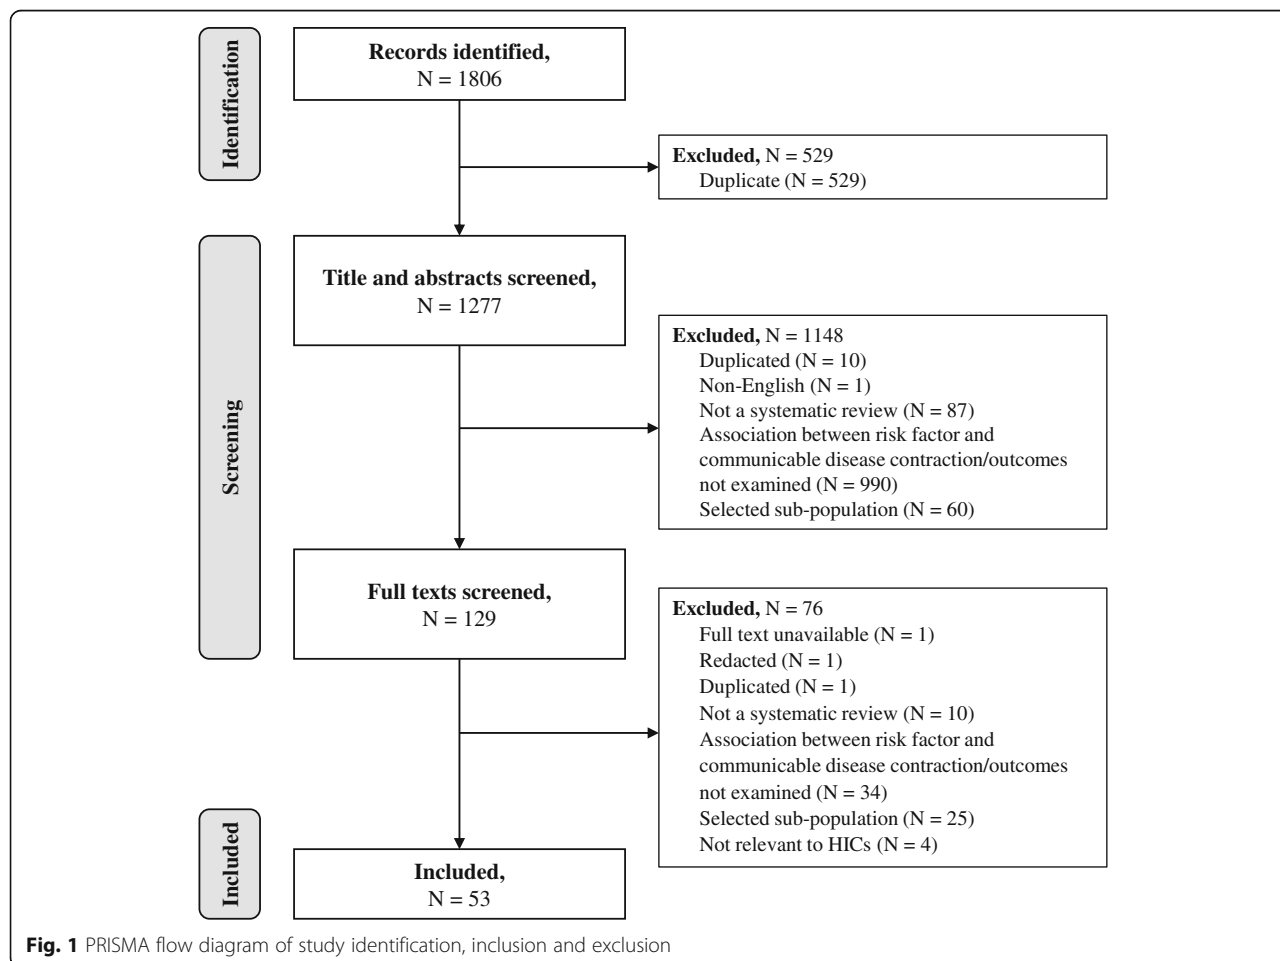 Identification
Records identified,
N = 1806
Excluded, N = 529
Duplicate (N = 529)
Screening
Title and abstracts screened,
N = 1277
Excluded, N = 1148
Duplicated (N = 10)
Non-English (N = 1)
Not a systematic review (N = 87)
Association between risk factor and
communicable disease contraction/outcomes
not examined (N = 990)
Selected sub-population (N = 60)
Full texts screened,
N = 129
Excluded, N = 76
Full text unavailable (N = 1)
Redacted (N = 1)
Duplicated (N = 1)
Not a systematic review (N = 10)
Association between risk factor and
communicable disease contraction/outcomes
not examined (N = 34)
Selected sub-population (N = 25)
Not relevant to HICs (N = 4)
Included
Included,
N = 53
Fig. 1 PRISMA flow diagram of study identification, inclusion and exclusion